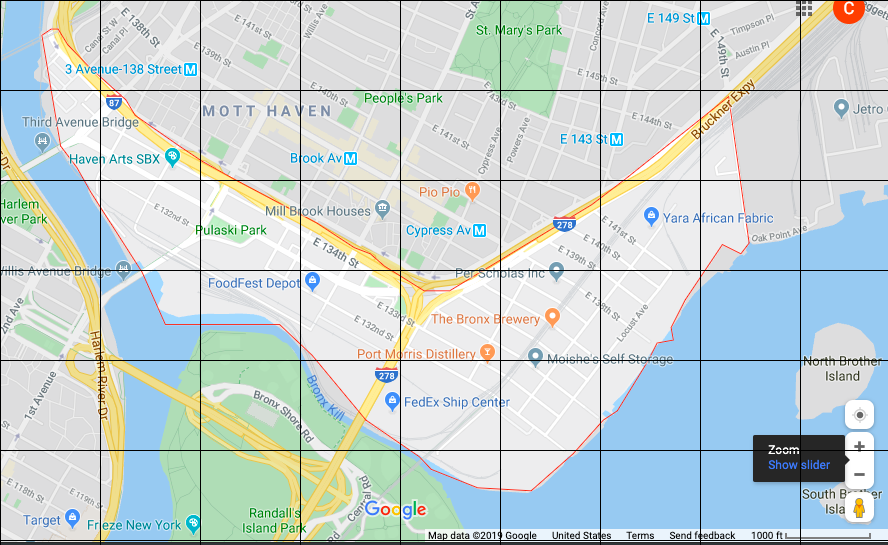 Canal St W
Canal Pl
E 138th St
Willis Ave
St. A
St. Mary's Park
Concord Ave
E 149 St M
E 149th St
Timpson Pl
C
Austin Pl
3 Avenue-138 Street M
E 139th St
E 140th St
E 145th St
87
MOTT HAVEN
People's Park
E 143rd St
E 144th St
Bruckner Expy
Jetro
Third Avenue Bridge
E 141st St
Cypress Ave
Powers Ave
E 143 St M
Haven Arts SBX
Brook Av M
Dr
Pio Pio
Harlem
ver Park
E 132nd St
Mill Brook Houses
278
Yara African Fabric
Pulaski Park
Cypress Av M
E 141st St
Oak Point Ave
E 134th St
E 140th St
E 139th St
Willis Avenue Bridge
Per Scholas Inc
FoodFest Depot
E 138th St
2nd Ave
E 133rd St
The Bronx Brewery
Locust Ave
E 132nd St
Port Morris Distillery
Moishe's Self Storage
North Brother
Island
Harlem River Dr
278
1st Avenue
Bronx Kill
FedEx Ship Center
Bronx Shore Rd
Zoom
Show slider
+
−
E 118th St
E 119th St
Central Rd
South Brother
Isla
Target
Frieze New York
Randall's
Island Park
Google
Map data ©2019 Google United States Terms Send feedback 1000 ft